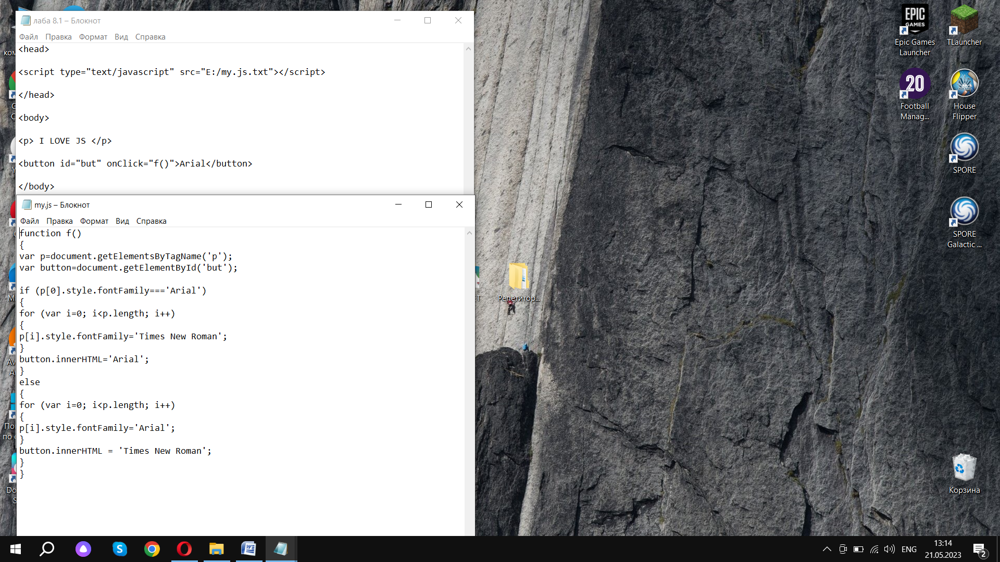 лаба 8.1 – Блокнот
Файл Правка Формат Вид Справка
<head>
<script type="text/javascript" src="E:/my.js.txt"></script>
</head>
<body>
<p> I LOVE JS </p>
<button id="but" onClick="f()">Arial</button>
</body>
my.js – Блокнот
Файл Правка Формат Вид Справка
function f()
{
var p=document.getElementsByTagName('p');
var button=document.getElementById('but');
if (p[0].style.fontFamily==='Arial')
{
for (var i=0; i<p.length; i++)
{
p[i].style.fontFamily='Times New Roman';
}
button.innerHTML='Arial';
}
else
{
for (var i=0; i<p.length; i++)
{
p[i].style.fontFamily='Arial';
}
button.innerHTML = 'Times New Roman';
}
}
Репетитор...
EPIC
GAMES
Epic Games
Launcher
TLauncher
20
Football
Manag...
House
Flipper
SPORE
SPORE
Galactic ...
Корзина
ENG
13:14
21.05.2023
2